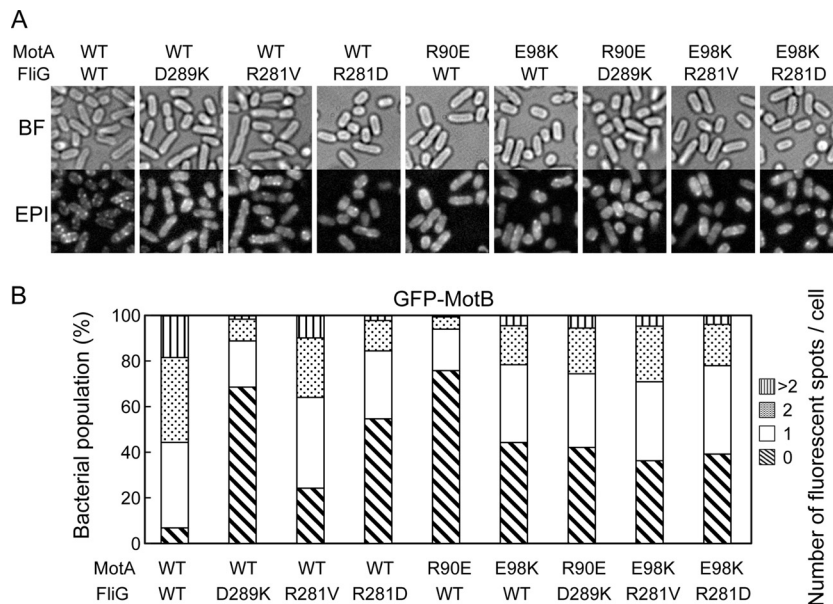 A
MotA WT WT WT WT R90E E98K R90E E98K E98K
FliG WT D289K R281V R281D WT WT D289K R281V R281D
BF
EPI
B
GFP-MotB
Bacterial population (%)
100
80
60
40
20
0
>2
2
1
0
Number of fluorescent spots / cell
MotA WT WT WT WT R90E E98K R90E E98K E98K
FliG WT D289K R281V R281D WT WT D289K R281V R281D